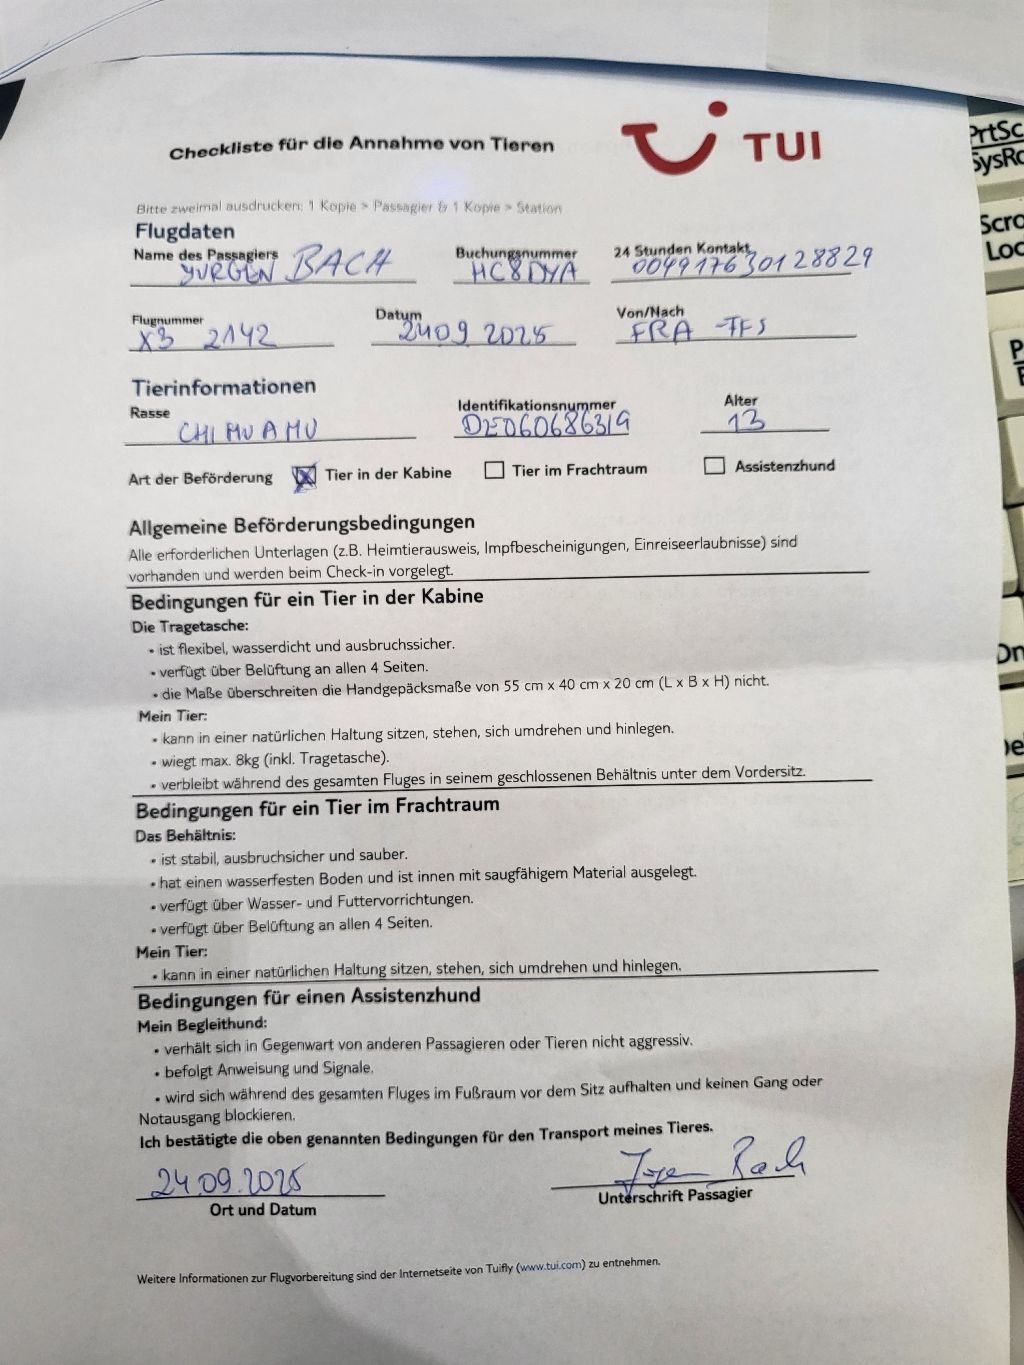 Checkliste für die Annahme von Tieren
TUI
Bitte zweimal ausdrucken: 1 Kopie > Passagier & 1 Kopie > Station
Flugdaten
Name des Passagiers Buchungsnummer 24 Stunden Kontakt
YURGEN BACH HC8DYA 004917630128829
Flugnummer Datum Von/Nach
X3 2142 24092025 FRA -TFS
Tierinformationen
Rasse Identifikationsnummer Alter
CHIHUAHU DE060686319 13
Art der Beförderung Tier in der Kabine Tier im Frachtraum Assistenzhund
Allgemeine Beförderungsbedingungen
Alle erforderlichen Unterlagen (z.B. Heimtierausweis, Impfbescheinigungen, Einreiseerlaubnisse) sind
vorhanden und werden beim Check-in vorgelegt.
Bedingungen für ein Tier in der Kabine
Die Tragetasche:
• ist flexibel, wasserdicht und ausbruchssicher.
• verfügt über Belüftung an allen 4 Seiten.
• die Maße überschreiten die Handgepäcksmaße von 55 cm x 40 cm x 20 cm (L x B x H) nicht.
Mein Tier:
• kann in einer natürlichen Haltung sitzen, stehen, sich umdrehen und hinlegen.
• wiegt max. 8kg (inkl. Tragetasche).
• verbleibt während des gesamten Fluges in seinem geschlossenen Behältnis unter dem Vordersitz.
Bedingungen für ein Tier im Frachtraum
Das Behältnis:
• ist stabil, ausbruchsicher und sauber.
• hat einen wasserfesten Boden und ist innen mit saugfähigem Material ausgelegt.
• verfügt über Wasser- und Futtervorrichtungen.
• verfügt über Belüftung an allen 4 Seiten.
Mein Tier:
• kann in einer natürlichen Haltung sitzen, stehen, sich umdrehen und hinlegen.
Bedingungen für einen Assistenzhund
Mein Begleithund:
• verhält sich in Gegenwart von anderen Passagieren oder Tieren nicht aggressiv.
• befolgt Anweisung und Signale.
• wird sich während des gesamten Fluges im Fußraum vor dem Sitz aufhalten und keinen Gang oder
Notausgang blockieren.
Ich bestätigte die oben genannten Bedingungen für den Transport meines Tieres.
24.09.2025 Bach
Ort und Datum Unterschrift Passagier
Weitere Informationen zur Flugvorbereitung sind der Internetseite von Tuifly (www.tui.com) zu entnehmen.
PrtSc
SysRq
Scro
Loc